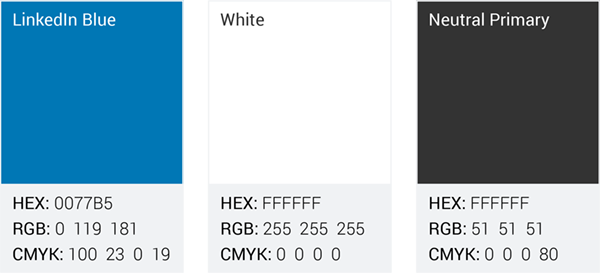 LinkedIn Blue
HEX: 0077B5
RGB: 0 119 181
CMYK: 100 23 0 19
White
HEX: FFFFFF
RGB: 255 255 255
CMYK: 0 0 0 0
Neutral Primary
HEX: FFFFFF
RGB: 51 51 51
CMYK: 0 0 0 80